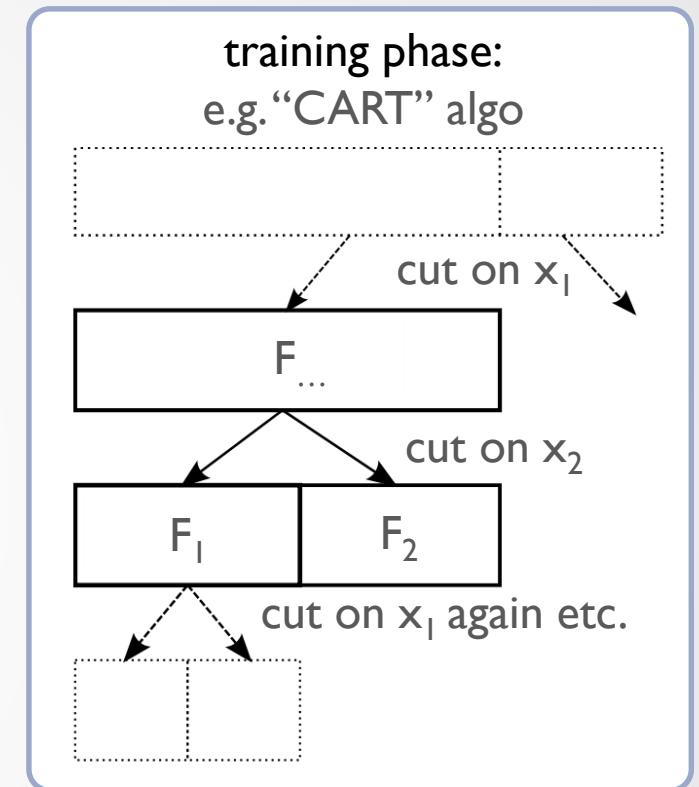 training phase:
e.g. “CART” algo
cut on x₁
F...
cut on x₂
F₁
F₂
cut on x₁ again etc.